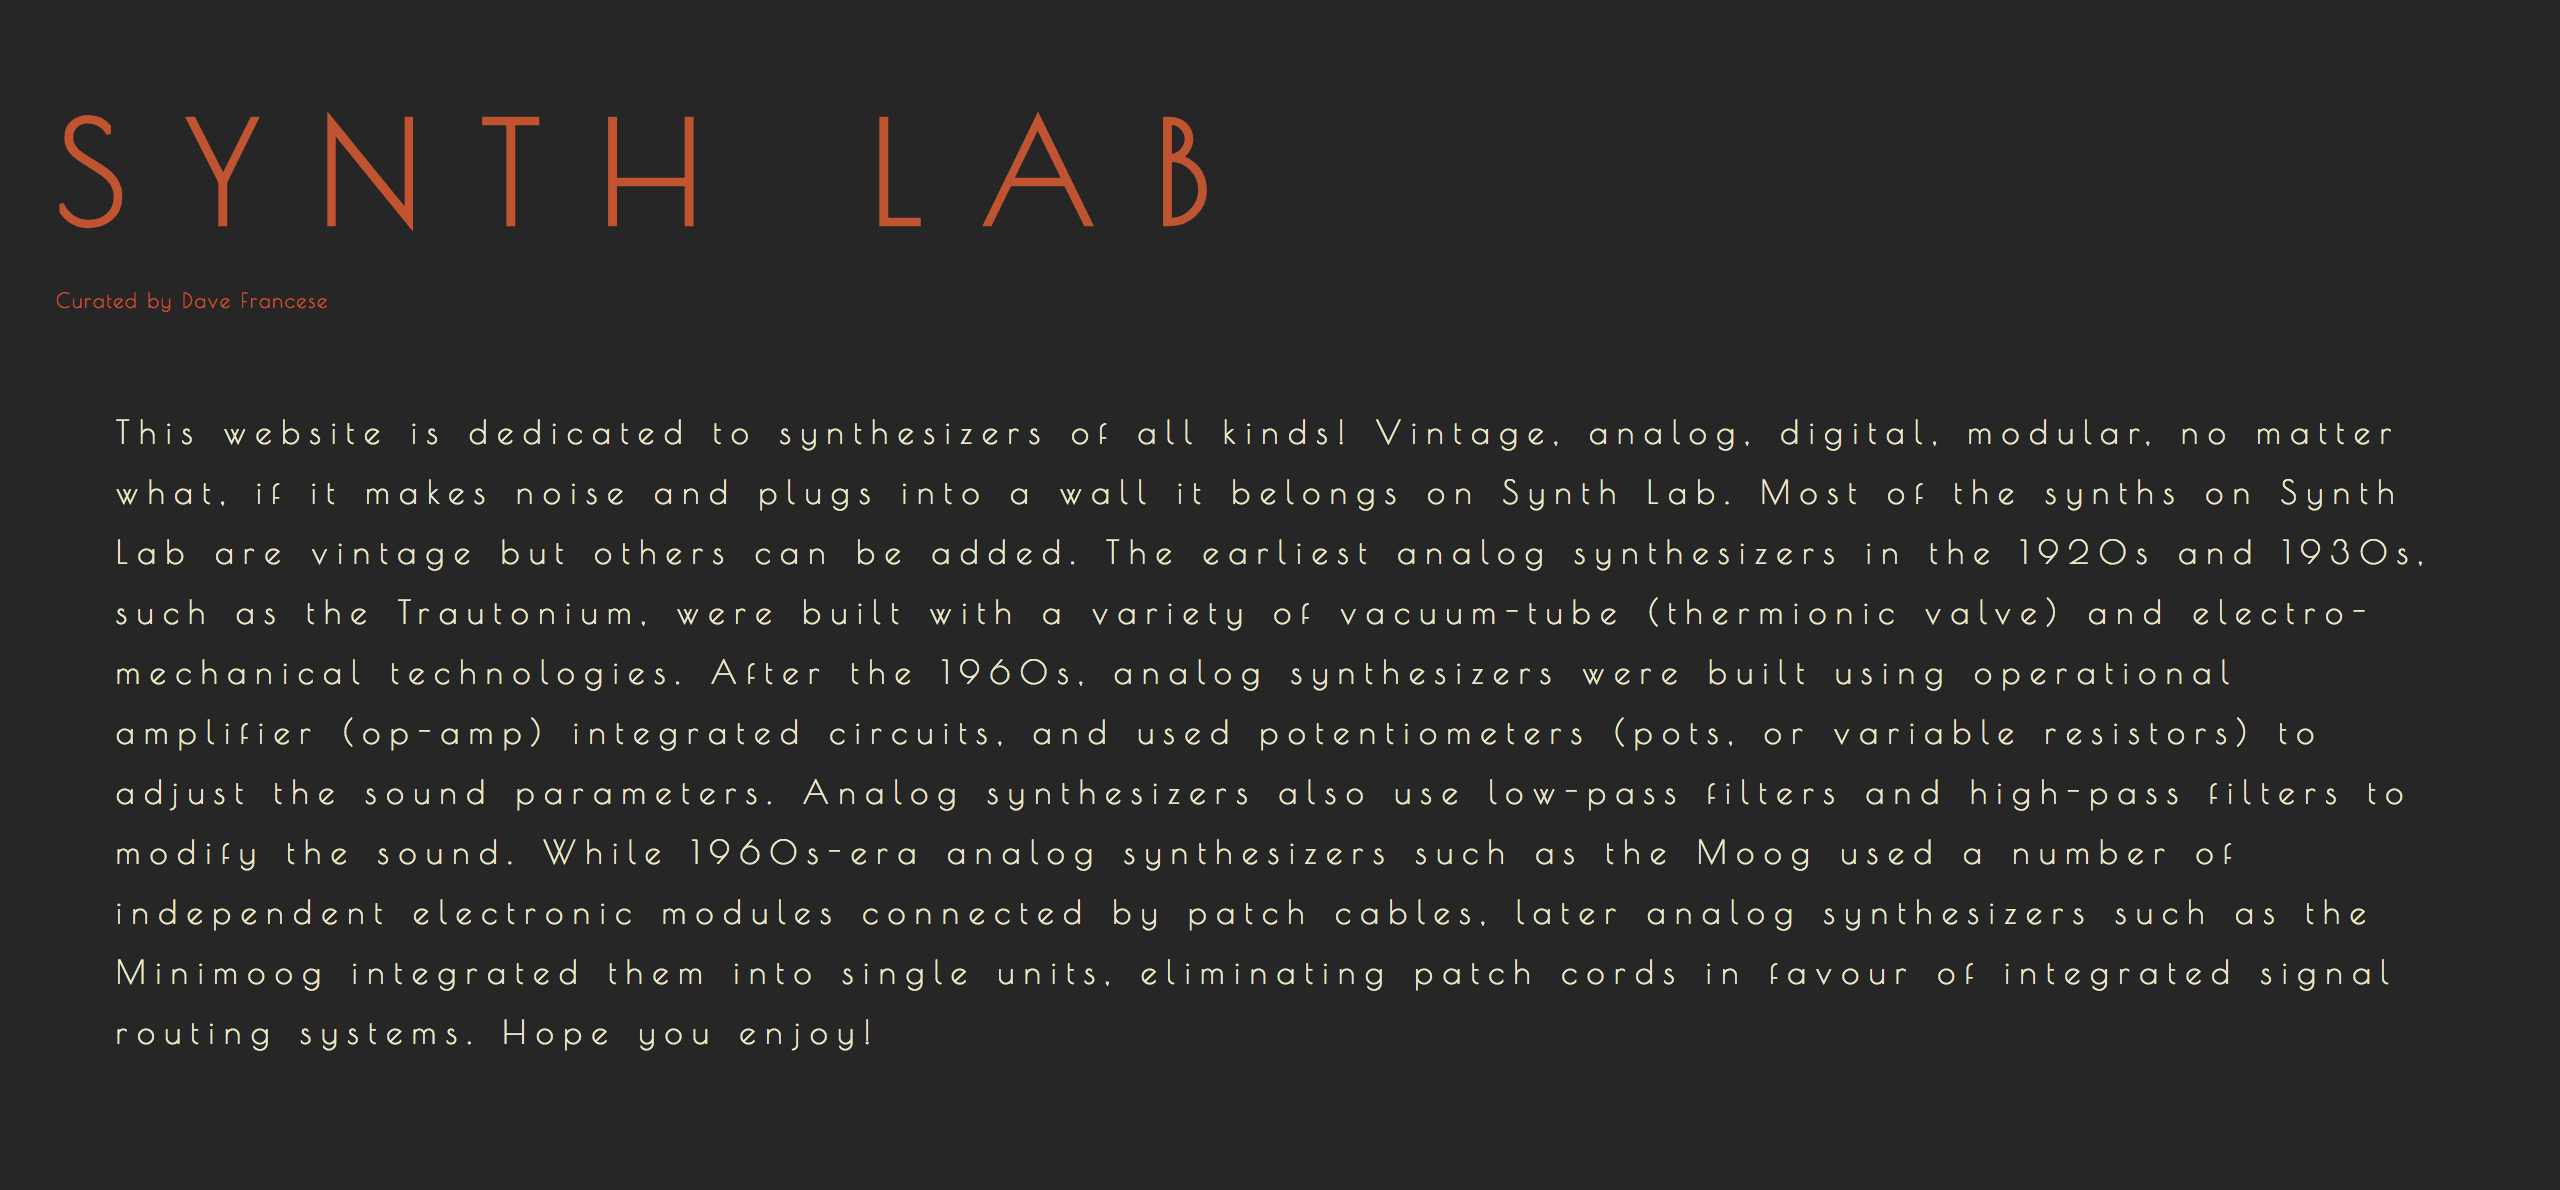 SYNTH LAB
Curated by Dave Francese
This website is dedicated to synthesizers of all kinds! Vintage, analog, digital, modular, no matter
what, if it makes noise and plugs into a wall it belongs on Synth Lab. Most of the synths on Synth
Lab are vintage but others can be added. The earliest analog synthesizers in the 1920s and 1930s,
such as the Trautonium, were built with a variety of vacuum-tube (thermionic valve) and electro-
mechanical technologies. After the 1960s, analog synthesizers were built using operational
amplifier (op-amp) integrated circuits, and used potentiometers (pots, or variable resistors) to
adjust the sound parameters. Analog synthesizers also use low-pass filters and high-pass filters to
modify the sound. While 1960s-era analog synthesizers such as the Moog used a number of
independent electronic modules connected by patch cables, later analog synthesizers such as the
Minimoog integrated them into single units, eliminating patch cords in favour of integrated signal
routing systems. Hope you enjoy!